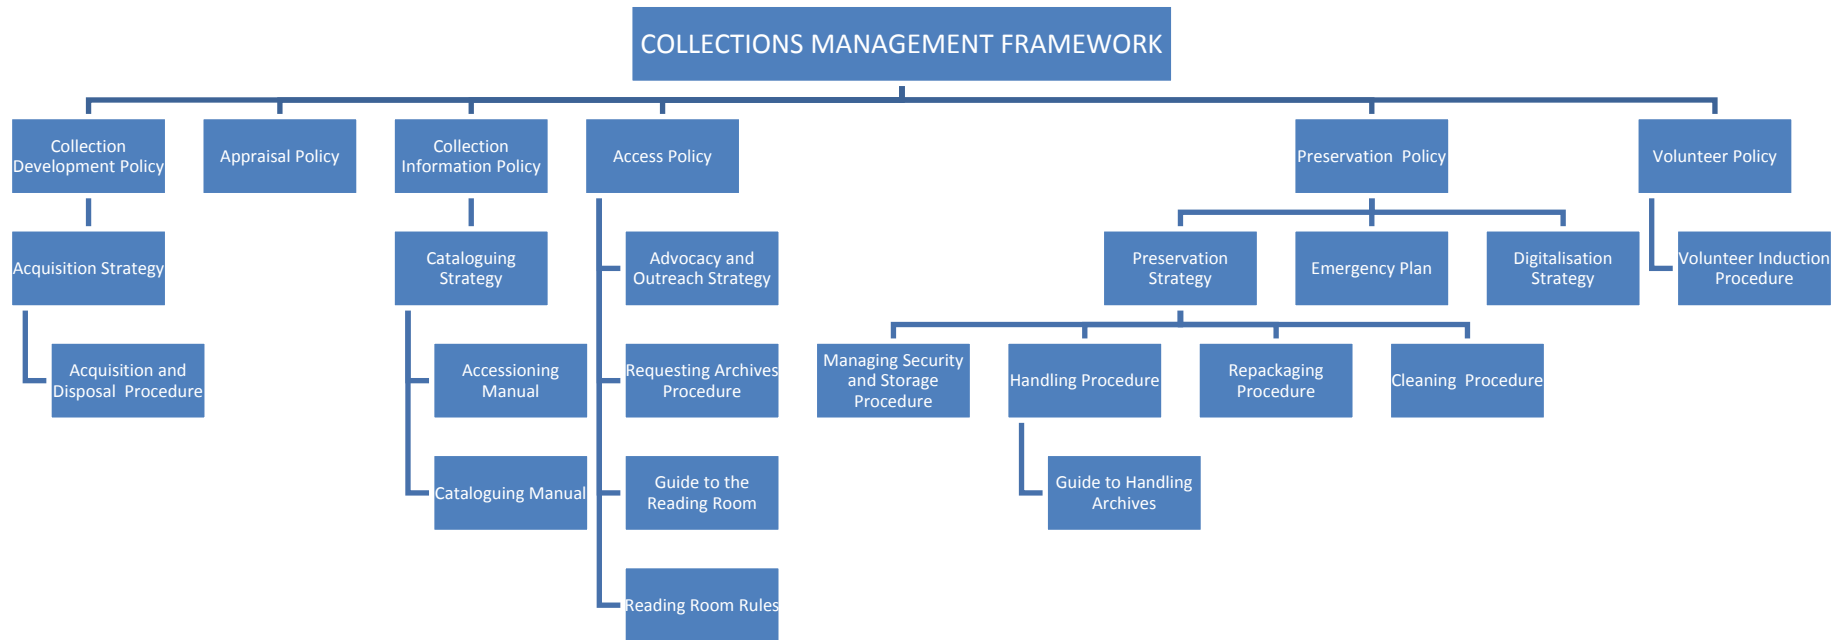 COLLECTIONS MANAGEMENT FRAMEWORK
Collection
Development Policy
Appraisal Policy
Collection
Information Policy
Access Policy
Preservation Policy
Volunteer Policy
Acquisition Strategy
Cataloguing
Strategy
Advocacy and
Outreach Strategy
Preservation
Strategy
Emergency Plan
Digitalisation
Strategy
Volunteer Induction
Procedure
Acquisition and
Disposal Procedure
Accessioning
Manual
Requesting Archives
Procedure
Managing Security
and Storage
Procedure
Handling Procedure
Repackaging
Procedure
Cleaning Procedure
Cataloguing Manual
Guide to the
Reading Room
Guide to Handling
Archives
Reading Room Rules